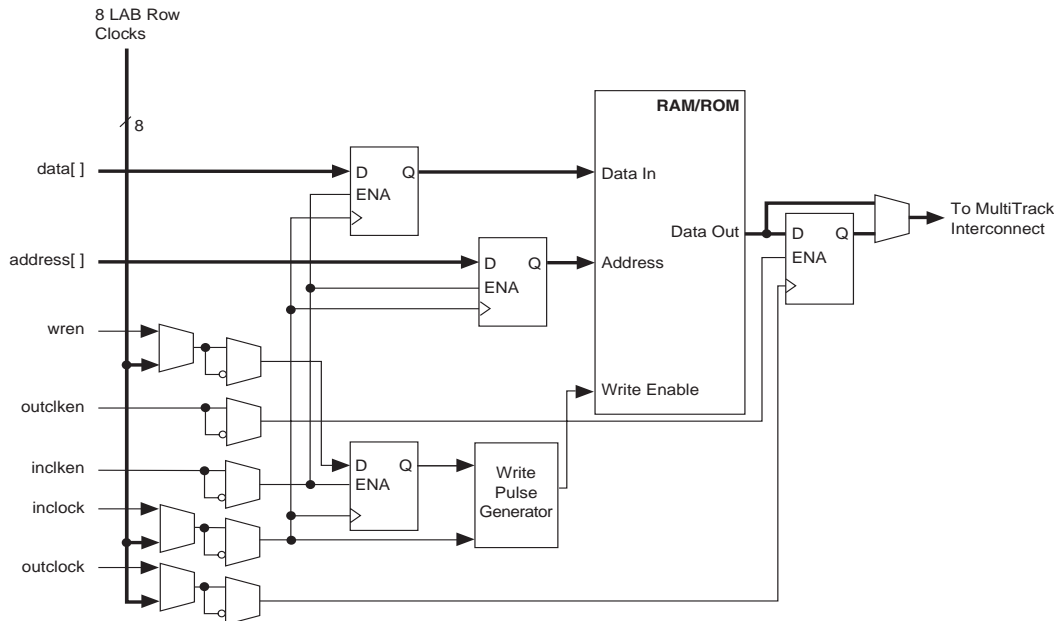 8 LAB Row
Clocks
8
RAM/ROM
data[ ]
D
Q
ENA
Data In
To MultiTrack
Interconnect
Data Out
D
Q
ENA
address[ ]
D
Q
ENA
Address
wren
Write Enable
outclken
inclken
D
Q
ENA
Write
Pulse
Generator
inclock
outclock